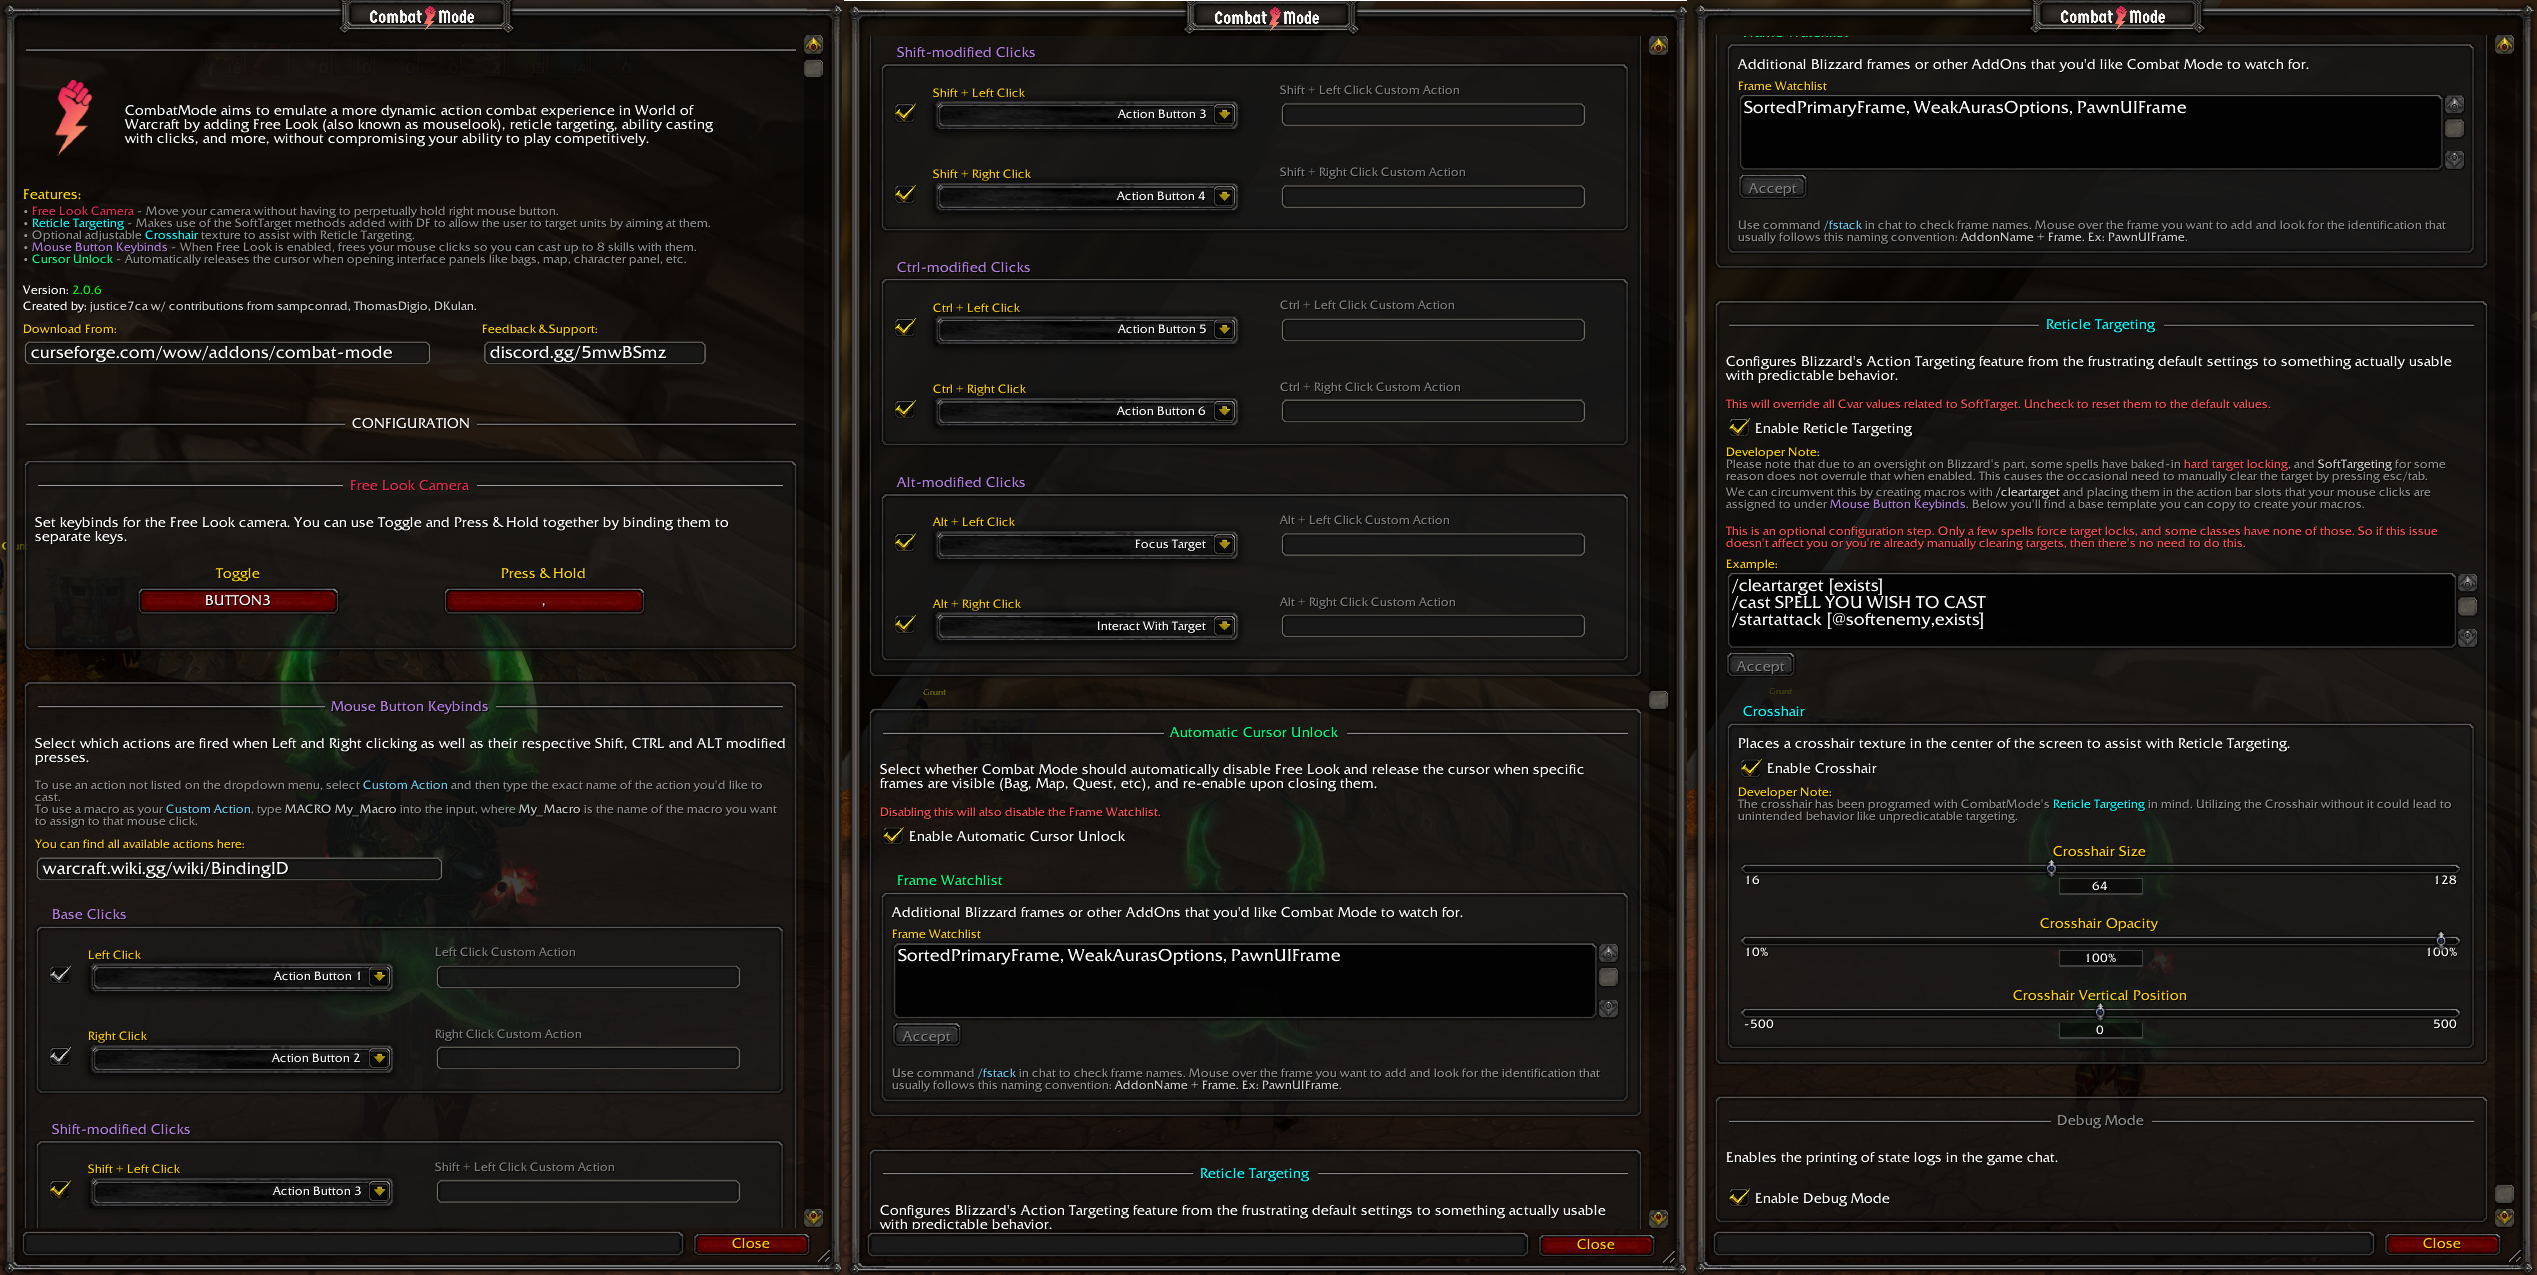 Combat Mode
CombatMode aims to emulate a more dynamic action combat experience in World of
Warcraft by adding Free Look (also known as mouselook), reticle targeting, ability casting
with clicks, and more, without compromising your ability to play competitively.
Features:
• Free Look Camera - Move your camera without having to perpetually hold right mouse button.
• Reticle Targeting - Makes use of the SoftTarget methods added with DF to allow the user to target units by aiming at them.
• Optional adjustable Crosshair texture to assist with Reticle Targeting.
• Mouse Button Keybinds - When Free Look is enabled, frees your mouse clicks so you can cast up to 8 skills with them.
• Cursor Unlock - Automatically releases the cursor when opening interface panels like bags, map, character panel, etc.
Version: 2.0.6
Created by: justice7ca w/ contributions from sampconrad, ThomasDigio, DKulan.
Download From: Feedback & Support:
curseforge.com/wow/addons/combat-mode discord.gg/5mwBSmz
CONFIGURATION
Free Look Camera
Set keybinds for the Free Look camera. You can use Toggle and Press & Hold together by binding them to
separate keys.
Toggle Press & Hold
BUTTON3 ,
Mouse Button Keybinds
Select which actions are fired when Left and Right clicking as well as their respective Shift, CTRL and ALT modified
presses.
To use an action not listed on the dropdown menu, select Custom Action and then type the exact name of the action you'd like to
cast.
To use a macro as your Custom Action, type MACRO My_Macro into the input, where My_Macro is the name of the macro you want
to assign to that mouse click.
You can find all available actions here:
warcraft.wiki.gg/wiki/BindingID
Base Clicks
Left Click Left Click Custom Action
Action Button 1
Right Click Right Click Custom Action
Action Button 2
Shift-modified Clicks
Shift + Left Click Shift + Left Click Custom Action
Action Button 3
Close
Combat Mode
Shift-modified Clicks
Shift + Left Click Shift + Left Click Custom Action
Action Button 3
Shift + Right Click Shift + Right Click Custom Action
Action Button 4
Ctrl-modified Clicks
Ctrl + Left Click Ctrl + Left Click Custom Action
Action Button 5
Ctrl + Right Click Ctrl + Right Click Custom Action
Action Button 6
Alt-modified Clicks
Alt + Left Click Alt + Left Click Custom Action
Focus Target
Alt + Right Click Alt + Right Click Custom Action
Interact With Target
Grunt
Automatic Cursor Unlock
Select whether Combat Mode should automatically disable Free Look and release the cursor when specific
frames are visible (Bag, Map, Quest, etc), and re-enable upon closing them.
Disabling this will also disable the Frame Watchlist.
Enable Automatic Cursor Unlock
Frame Watchlist
Additional Blizzard frames or other AddOns that you'd like Combat Mode to watch for.
Frame Watchlist
SortedPrimaryFrame, WeakAurasOptions, PawnUIFrame
Accept
Use command /fstack in chat to check frame names. Mouse over the frame you want to add and look for the identification that
usually follows this naming convention: AddonName + Frame. Ex: PawnUIFrame.
Reticle Targeting
Configures Blizzard's Action Targeting feature from the frustrating default settings to something actually usable
with predictable behavior.
Close
Combat Mode
Additional Blizzard frames or other AddOns that you'd like Combat Mode to watch for.
Frame Watchlist
SortedPrimaryFrame, WeakAurasOptions, PawnUIFrame
Accept
Use command /fstack in chat to check frame names. Mouse over the frame you want to add and look for the identification that
usually follows this naming convention: AddonName + Frame. Ex: PawnUIFrame.
Reticle Targeting
Configures Blizzard's Action Targeting feature from the frustrating default settings to something actually usable
with predictable behavior.
This will override all Cvar values related to SoftTarget. Uncheck to reset them to the default values.
Enable Reticle Targeting
Developer Note:
Please note that due to an oversight on Blizzard's part, some spells have baked-in hard target locking, and SoftTargeting for some
reason does not overrule that when enabled. This causes the occasional need to manually clear the target by pressing esc/tab.
We can circumvent this by creating macros with /cleartarget and placing them in the action bar slots that your mouse clicks are
assigned to under Mouse Button Keybinds. Below you'll find a base template you can copy to create your macros.
This is an optional configuration step. Only a few spells force target locks, and some classes have none of those. So if this issue
doesn't affect you or you're already manually clearing targets, then there's no need to do this.
Example:
/cleartarget [exists]
/cast SPELL YOU WISH TO CAST
/startattack [@softenemy,exists]
Accept
Grunt
Crosshair
Places a crosshair texture in the center of the screen to assist with Reticle Targeting.
Enable Crosshair
Developer Note:
The crosshair has been programed with CombatMode's Reticle Targeting in mind. Utilizing the Crosshair without it could lead to
unintended behavior like unpredicatable targeting.
Crosshair Size
16 64 128
Crosshair Opacity
10% 100% 100%
Crosshair Vertical Position
-500 0 500
Debug Mode
Enables the printing of state logs in the game chat.
Enable Debug Mode
Close